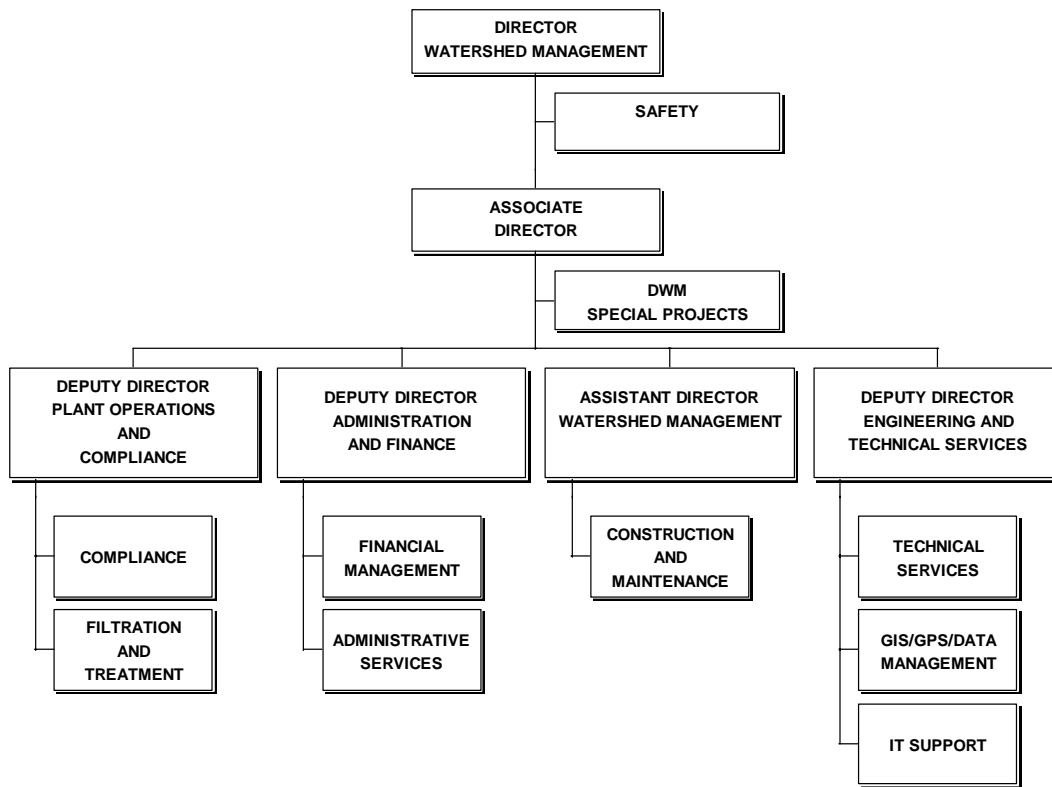 DIRECTOR
WATERSHED MANAGEMENT
SAFETY
ASSOCIATE
DIRECTOR
DWM
SPECIAL PROJECTS
DEPUTY DIRECTOR
PLANT OPERATIONS
AND
COMPLIANCE
DEPUTY DIRECTOR
ADMINISTRATION
AND FINANCE
ASSISTANT DIRECTOR
WATERSHED MANAGEMENT
DEPUTY DIRECTOR
ENGINEERING AND
TECHNICAL SERVICES
COMPLIANCE
FILTRATION
AND
TREATMENT
FINANCIAL
MANAGEMENT
ADMINISTRATIVE
SERVICES
CONSTRUCTION
AND
MAINTENANCE
TECHNICAL
SERVICES
GIS/GPS/DATA
MANAGEMENT
IT SUPPORT